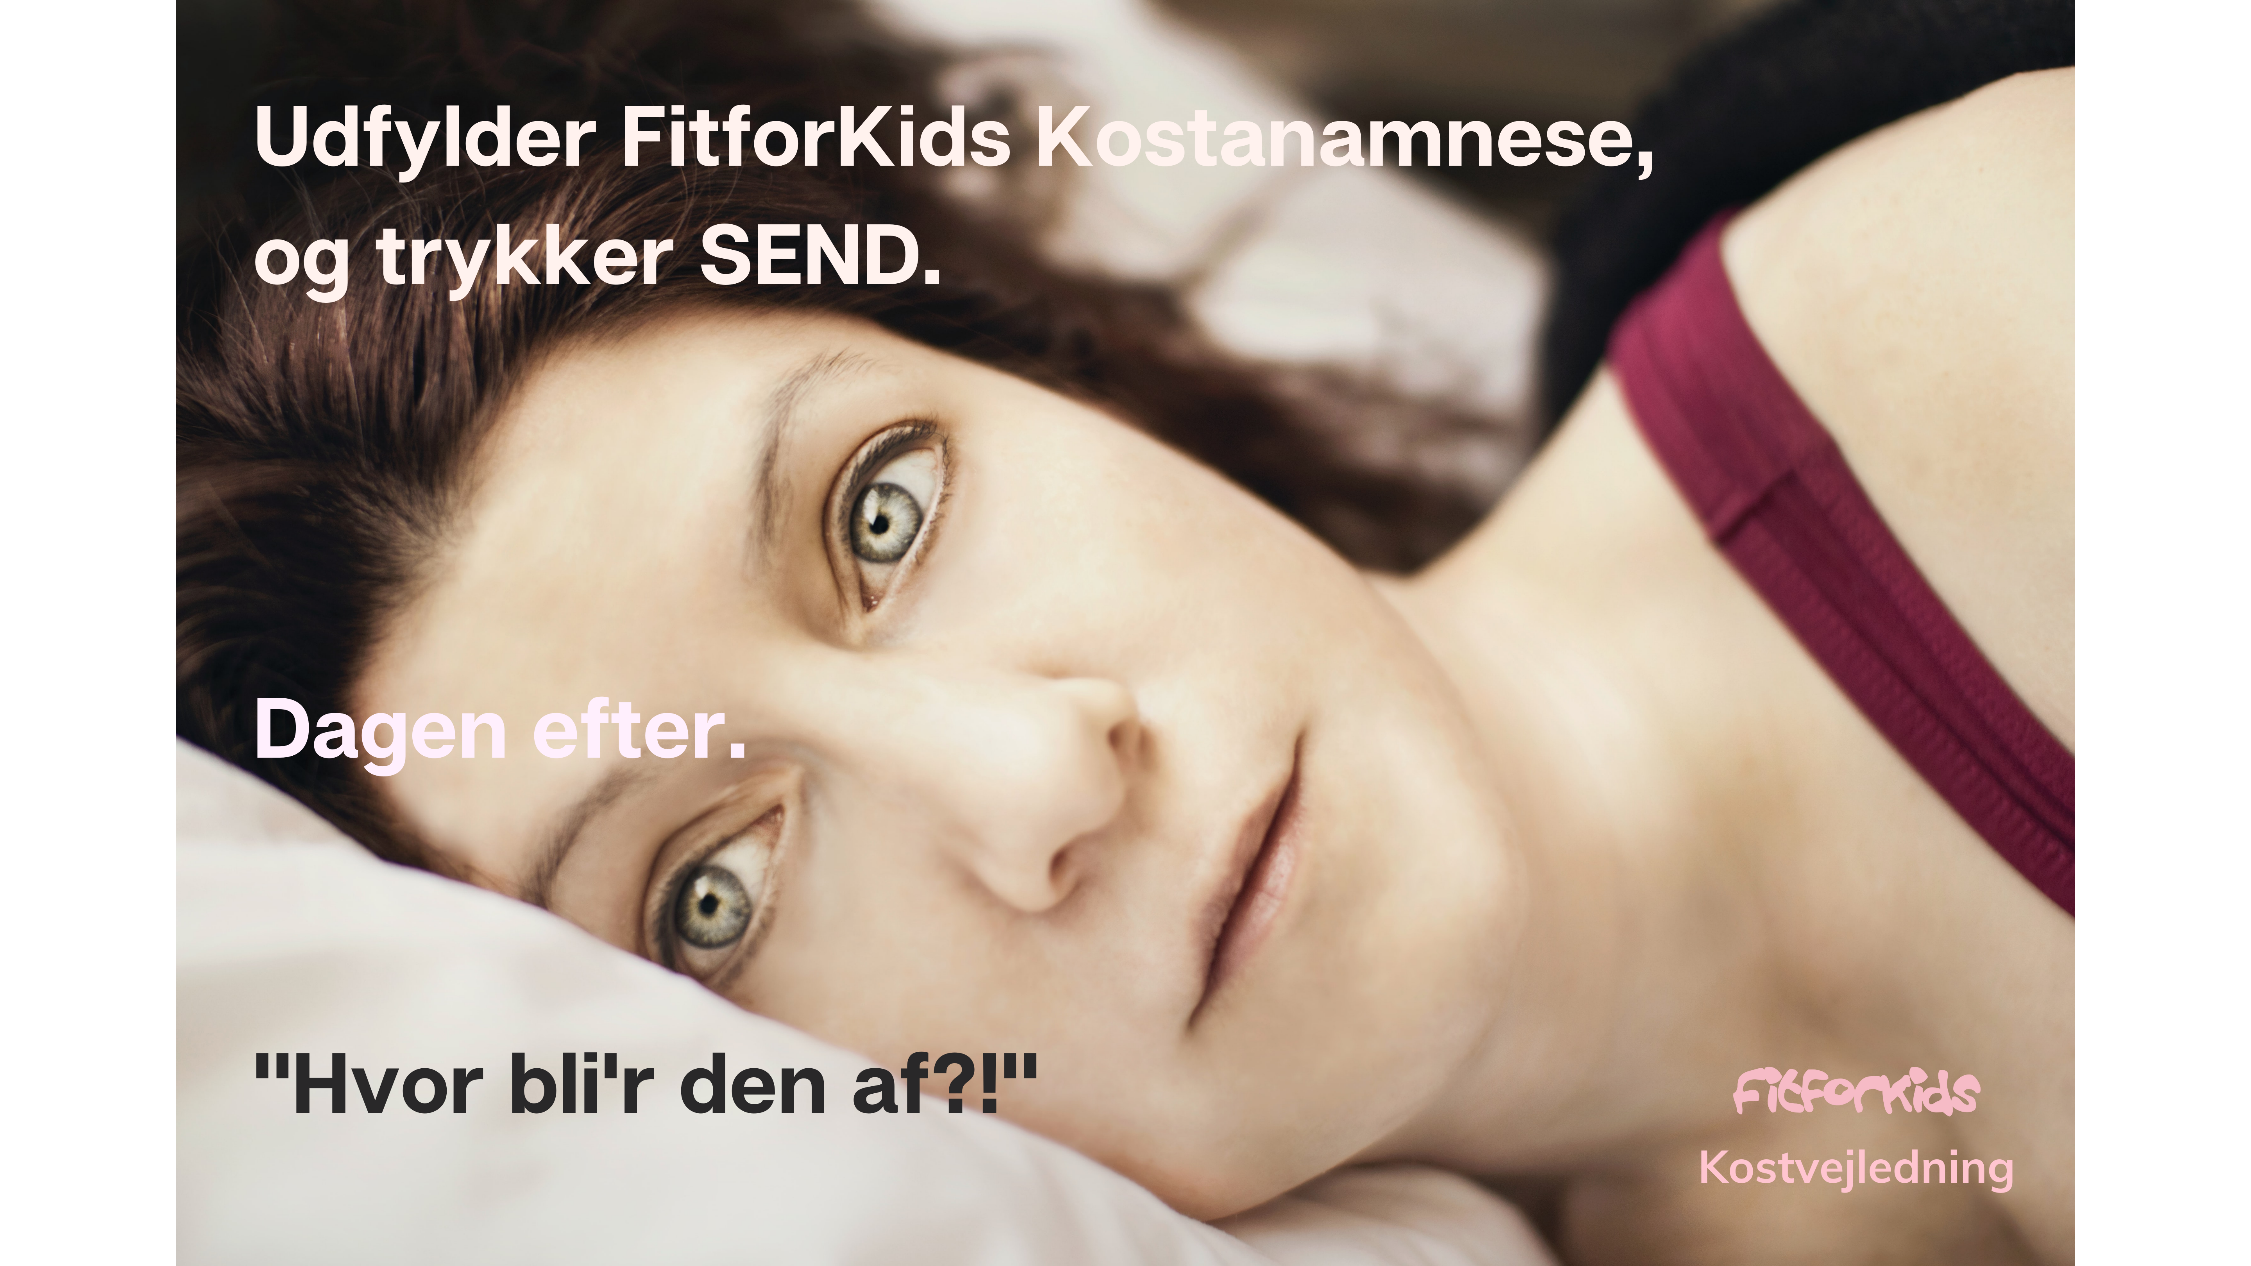 Udfylder FitforKids Kostanamnese,
og trykker SEND.
Dagen efter.
"Hvor bli'r den af?!"
FitforKids
Kostvejledning